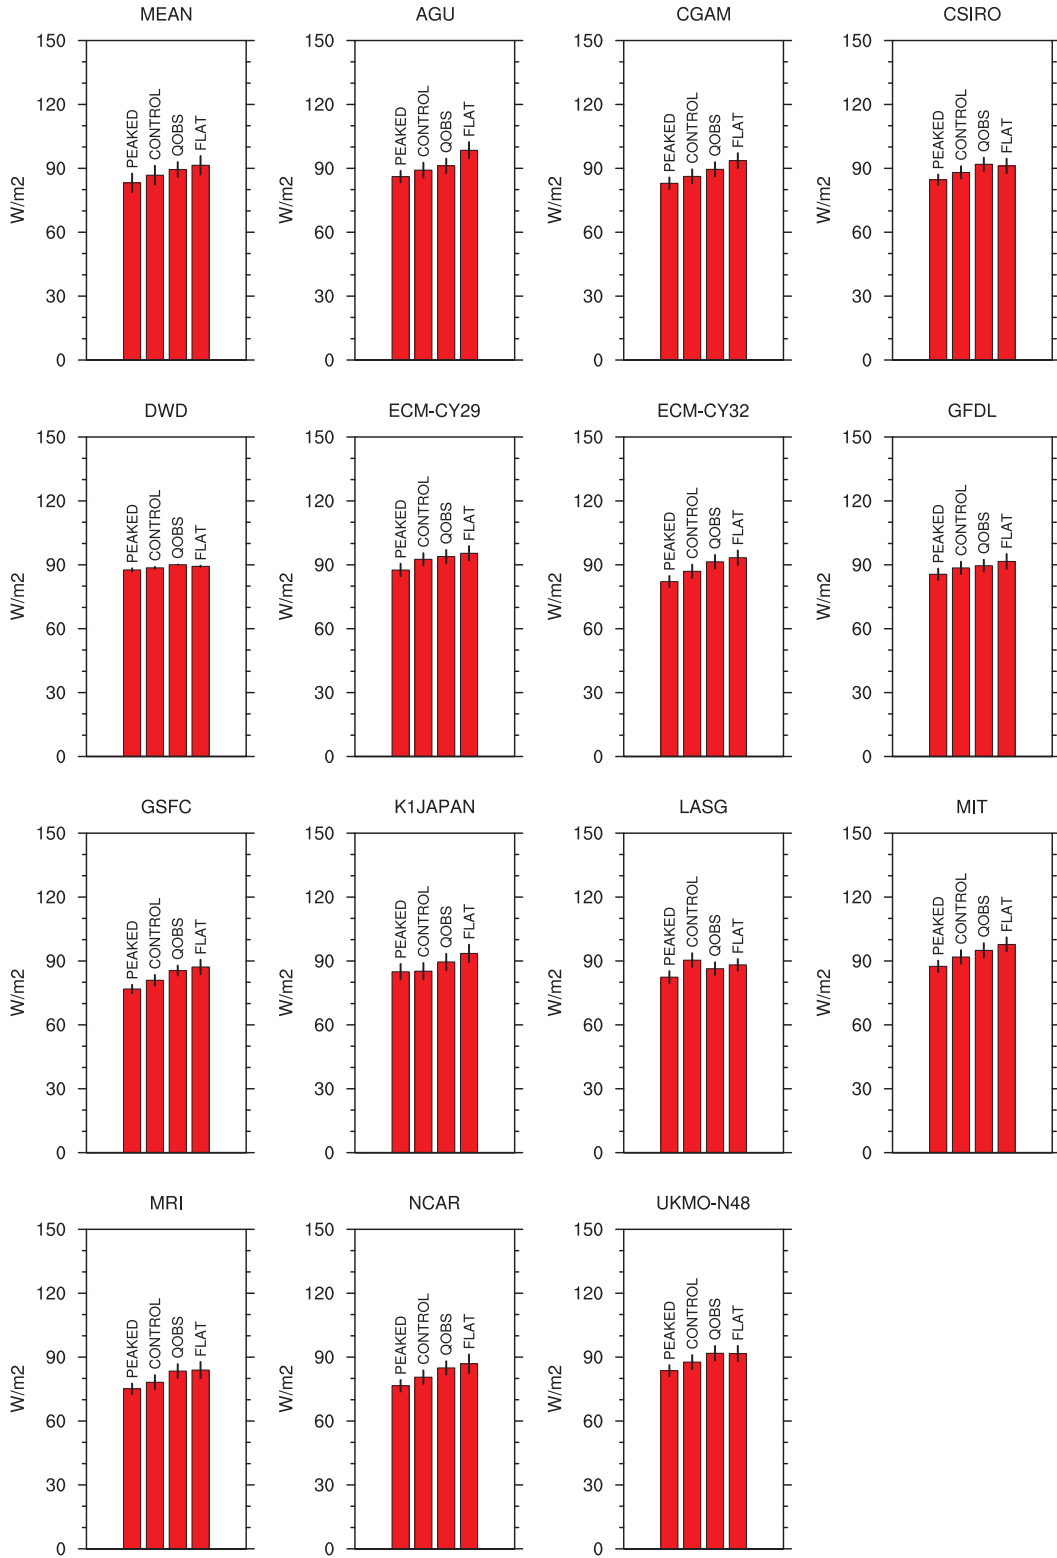 MEAN AGU CGAM CSIRO
150 150 150 150
120 120 120 120
90 90 90 90
60 60 60 60
30 30 30 30
0 0 0 0
W/m2 W/m2 W/m2 W/m2
PEAKED CONTROL QOBS FLAT PEAKED CONTROL QOBS FLAT PEAKED CONTROL QOBS FLAT PEAKED CONTROL QOBS FLAT
DWD ECM-CY29 ECM-CY32 GFDL
150 150 150 150
120 120 120 120
90 90 90 90
60 60 60 60
30 30 30 30
0 0 0 0
W/m2 W/m2 W/m2 W/m2
PEAKED CONTROL QOBS FLAT PEAKED CONTROL QOBS FLAT PEAKED CONTROL QOBS FLAT PEAKED CONTROL QOBS FLAT
GSFC K1JAPAN LASG MIT
150 150 150 150
120 120 120 120
90 90 90 90
60 60 60 60
30 30 30 30
0 0 0 0
W/m2 W/m2 W/m2 W/m2
PEAKED CONTROL QOBS FLAT PEAKED CONTROL QOBS FLAT PEAKED CONTROL QOBS FLAT PEAKED CONTROL QOBS FLAT
MRI NCAR UKMO-N48
150 150 150
120 120 120
90 90 90
60 60 60
30 30 30
0 0 0
W/m2 W/m2 W/m2
PEAKED CONTROL QOBS FLAT PEAKED CONTROL QOBS FLAT PEAKED CONTROL QOBS FLAT